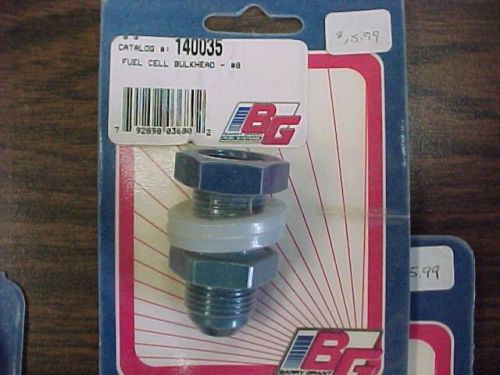 CATALOG #: 140035
FUEL CELL BULKHEAD - #8
7 92898 03600 2
BG
$15.99
5.99
BG